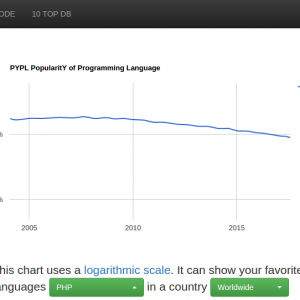 ODE 10 TOP DB
PYPL PopularitY of Programming Language
%
%
2005 2010 2015
his chart uses a logarithmic scale. It can show your favorite
anguages PHP in a country Worldwide